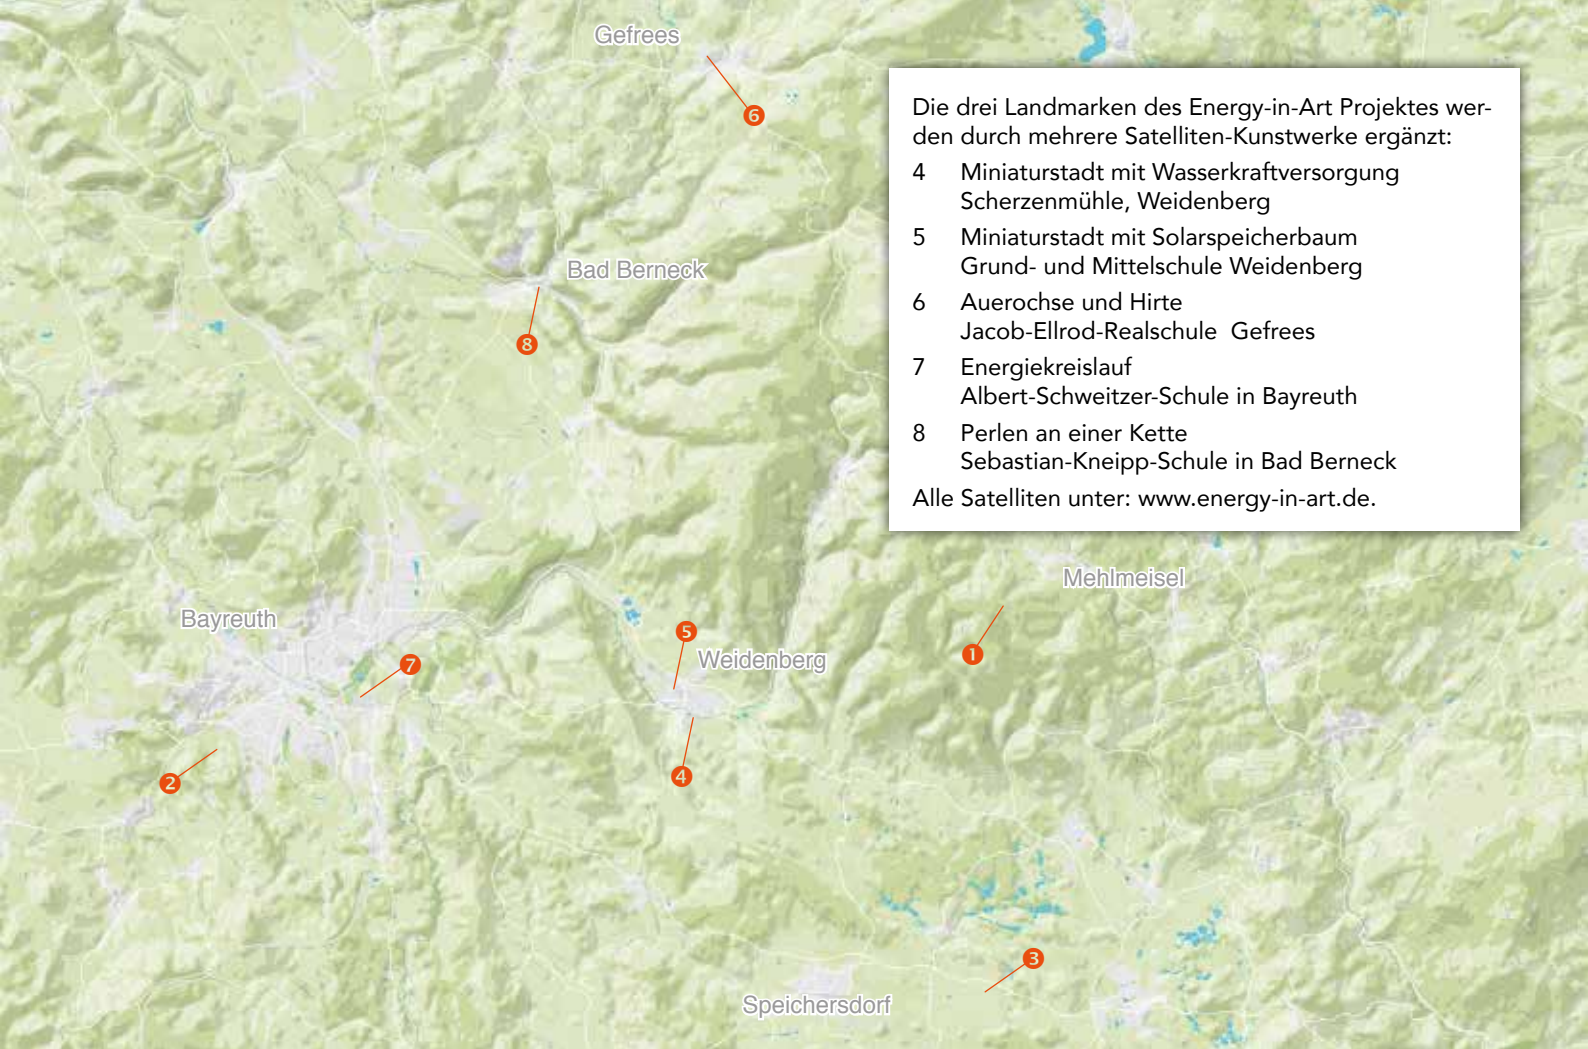 Gefrees
6
Die drei Landmarken des Energy-in-Art Projektes wer-
den durch mehrere Satelliten-Kunstwerke ergänzt:
4 Miniaturstadt mit Wasserkraftversorgung
Scherzenmühle, Weidenberg
5 Miniaturstadt mit Solarspeicherbaum
Grund- und Mittelschule Weidenberg
6 Auerochse und Hirte
Jacob-Ellrod-Realschule  Gefrees
7 Energiekreislauf
Albert-Schweitzer-Schule in Bayreuth
8 Perlen an einer Kette
Sebastian-Kneipp-Schule in Bad Berneck
Alle Satelliten unter: www.energy-in-art.de.
Bad Berneck
8
Mehlmeisel
Bayreuth
5
Weidenberg
1
7
2
4
3
Speichersdorf